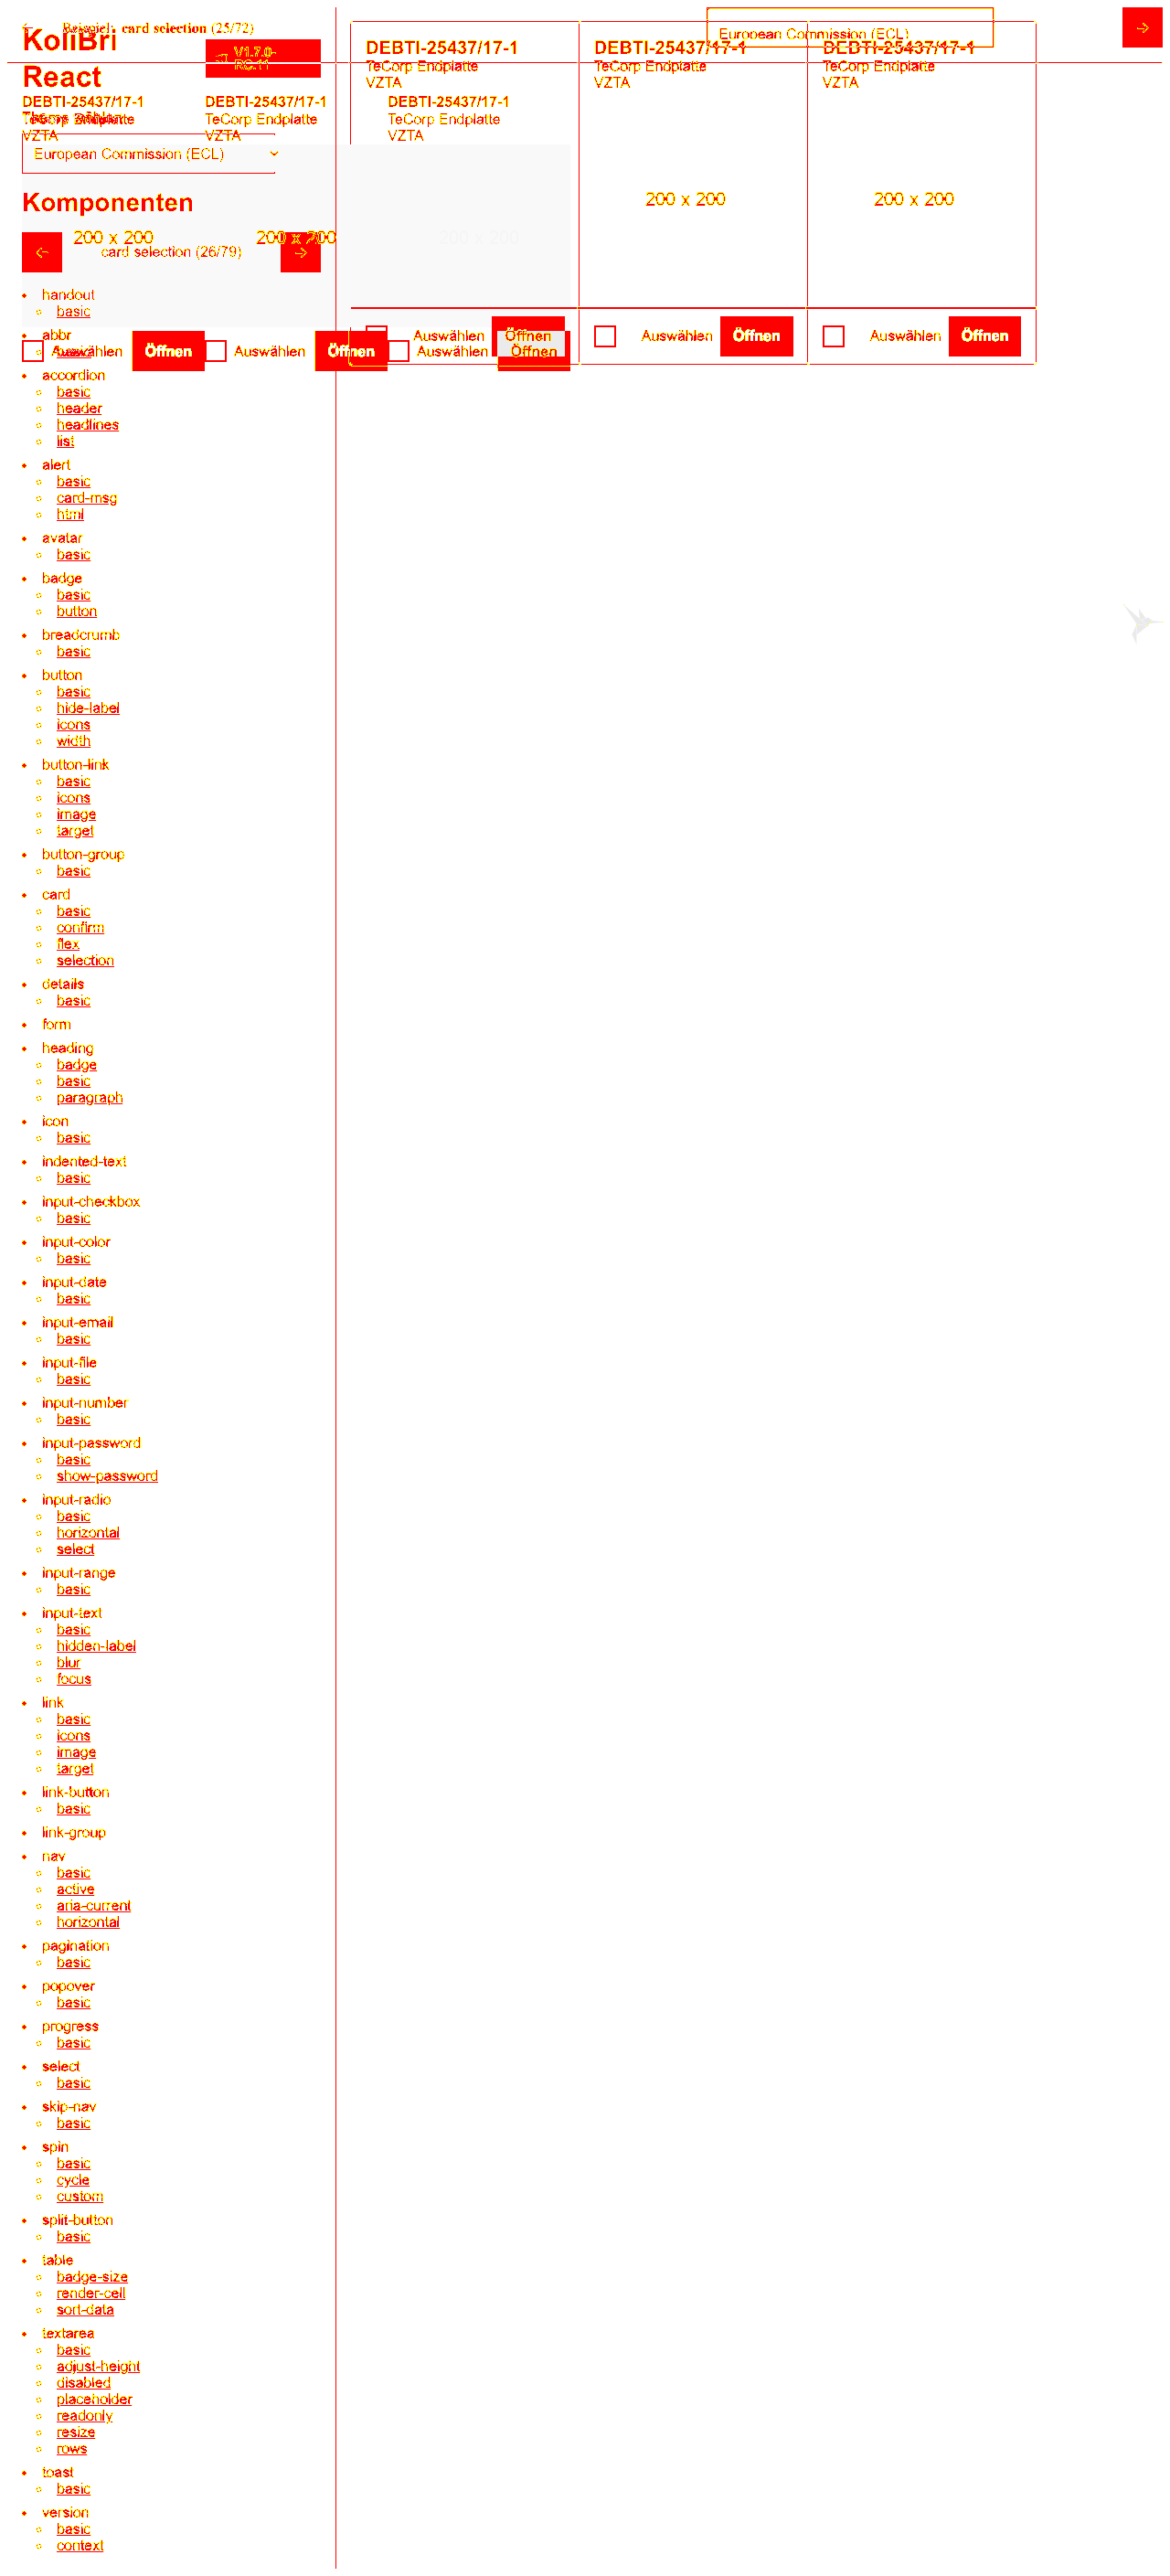 Beispiel: card selection (25/72)
European Commission (ECL)
KoliBri
React
V1.7.0-
RC.11
DEBTI-25437/17-1
TeCorp Endplatte
VZTA
DEBTI-25437/17-1
TeCorp Endplatte
VZTA
DEBTI-25437/17-1
TeCorp Endplatte
VZTA
DEBTI-25437/17-1
TeCorp Endplatte
VZTA
DEBTI-25437/17-1
TeCorp Endplatte
VZTA
DEBTI-25437/17-1
TeCorp Endplatte
VZTA
European Commission (ECL)
Komponenten
200 x 200
200 x 200
200 x 200
200 x 200
200 x 200
card selection (26/79)
handout
basic
abbr
Auswählen Öffnen
Auswählen Öffnen
Auswählen Öffnen
Auswählen Öffnen
Auswählen Öffnen
Auswählen Öffnen
accordion
basic
header
headlines
list
alert
basic
card-msg
html
avatar
basic
badge
basic
button
breadcrumb
basic
button
basic
hide-label
icons
width
button-link
basic
icons
image
target
button-group
basic
card
basic
confirm
flex
selection
details
basic
form
heading
badge
basic
paragraph
icon
basic
indented-text
basic
input-checkbox
basic
input-color
basic
input-date
basic
input-email
basic
input-file
basic
input-number
basic
input-password
basic
show-password
input-radio
basic
horizontal
select
input-range
basic
input-text
basic
hidden-label
blur
focus
link
basic
icons
image
target
link-button
basic
link-group
nav
basic
active
aria-current
horizontal
pagination
basic
popover
basic
progress
basic
select
basic
skip-nav
basic
spin
basic
cycle
custom
split-button
basic
table
badge-size
render-cell
sort-data
textarea
basic
adjust-height
disabled
placeholder
readonly
resize
rows
toast
basic
version
basic
context